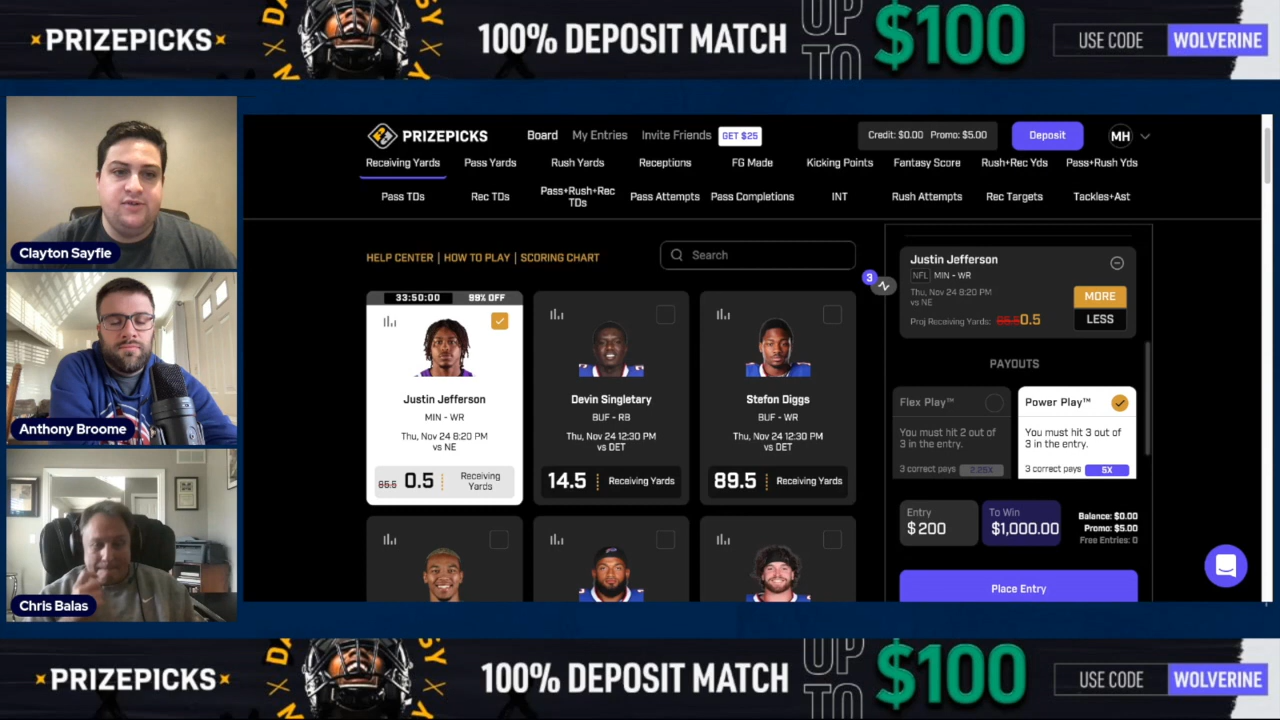 PRIZEPICKS
DA
SY
N
100% DEPOSIT MATCH
UP TO
$100
USE CODE WOLVERINE
Clayton Sayfie
Anthony Broome
Chris Balas
PRIZEPICKS
Board My Entries Invite Friends GET $25
Credit: $0.00 Promo: $5.00
Deposit
MH
Receiving Yards Pass Yards Rush Yards Receptions FG Made Kicking Points Fantasy Score Rush+Rec Yds Pass+Rush Yds
Pass TDs Rec TDs Pass+Rush+Rec TDs Pass Attempts Pass Completions INT Rush Attempts Rec Targets Tackles+Ast
HELP CENTER | HOW TO PLAY | SCORING CHART
Search
33:50:00 99% OFF
Justin Jefferson
MIN - WR
Thu, Nov 24 8:20 PM
vs NE
85.5 0.5 Receiving Yards
Devin Singletary
BUF - RB
Thu, Nov 24 12:30 PM
vs DET
14.5 Receiving Yards
Stefon Diggs
BUF - WR
Thu, Nov 24 12:30 PM
vs DET
89.5 Receiving Yards
3
Justin Jefferson
NFL MIN - WR
Thu, Nov 24 8:20 PM
vs NE
Proj Receiving Yards: 85.5 0.5
MORE
LESS
PAYOUTS
Flex Play™
You must hit 2 out of
3 in the entry.
3 correct pays 2.25X
Power Play™
You must hit 3 out of
3 in the entry.
3 correct pays 5X
Entry
$ 200
To Win
$1,000.00
Balance: $0.00
Promo: $5.00
Free Entries: 0
Place Entry
PRIZEPICKS
DA
SY
N
100% DEPOSIT MATCH
UP TO
$100
USE CODE WOLVERINE